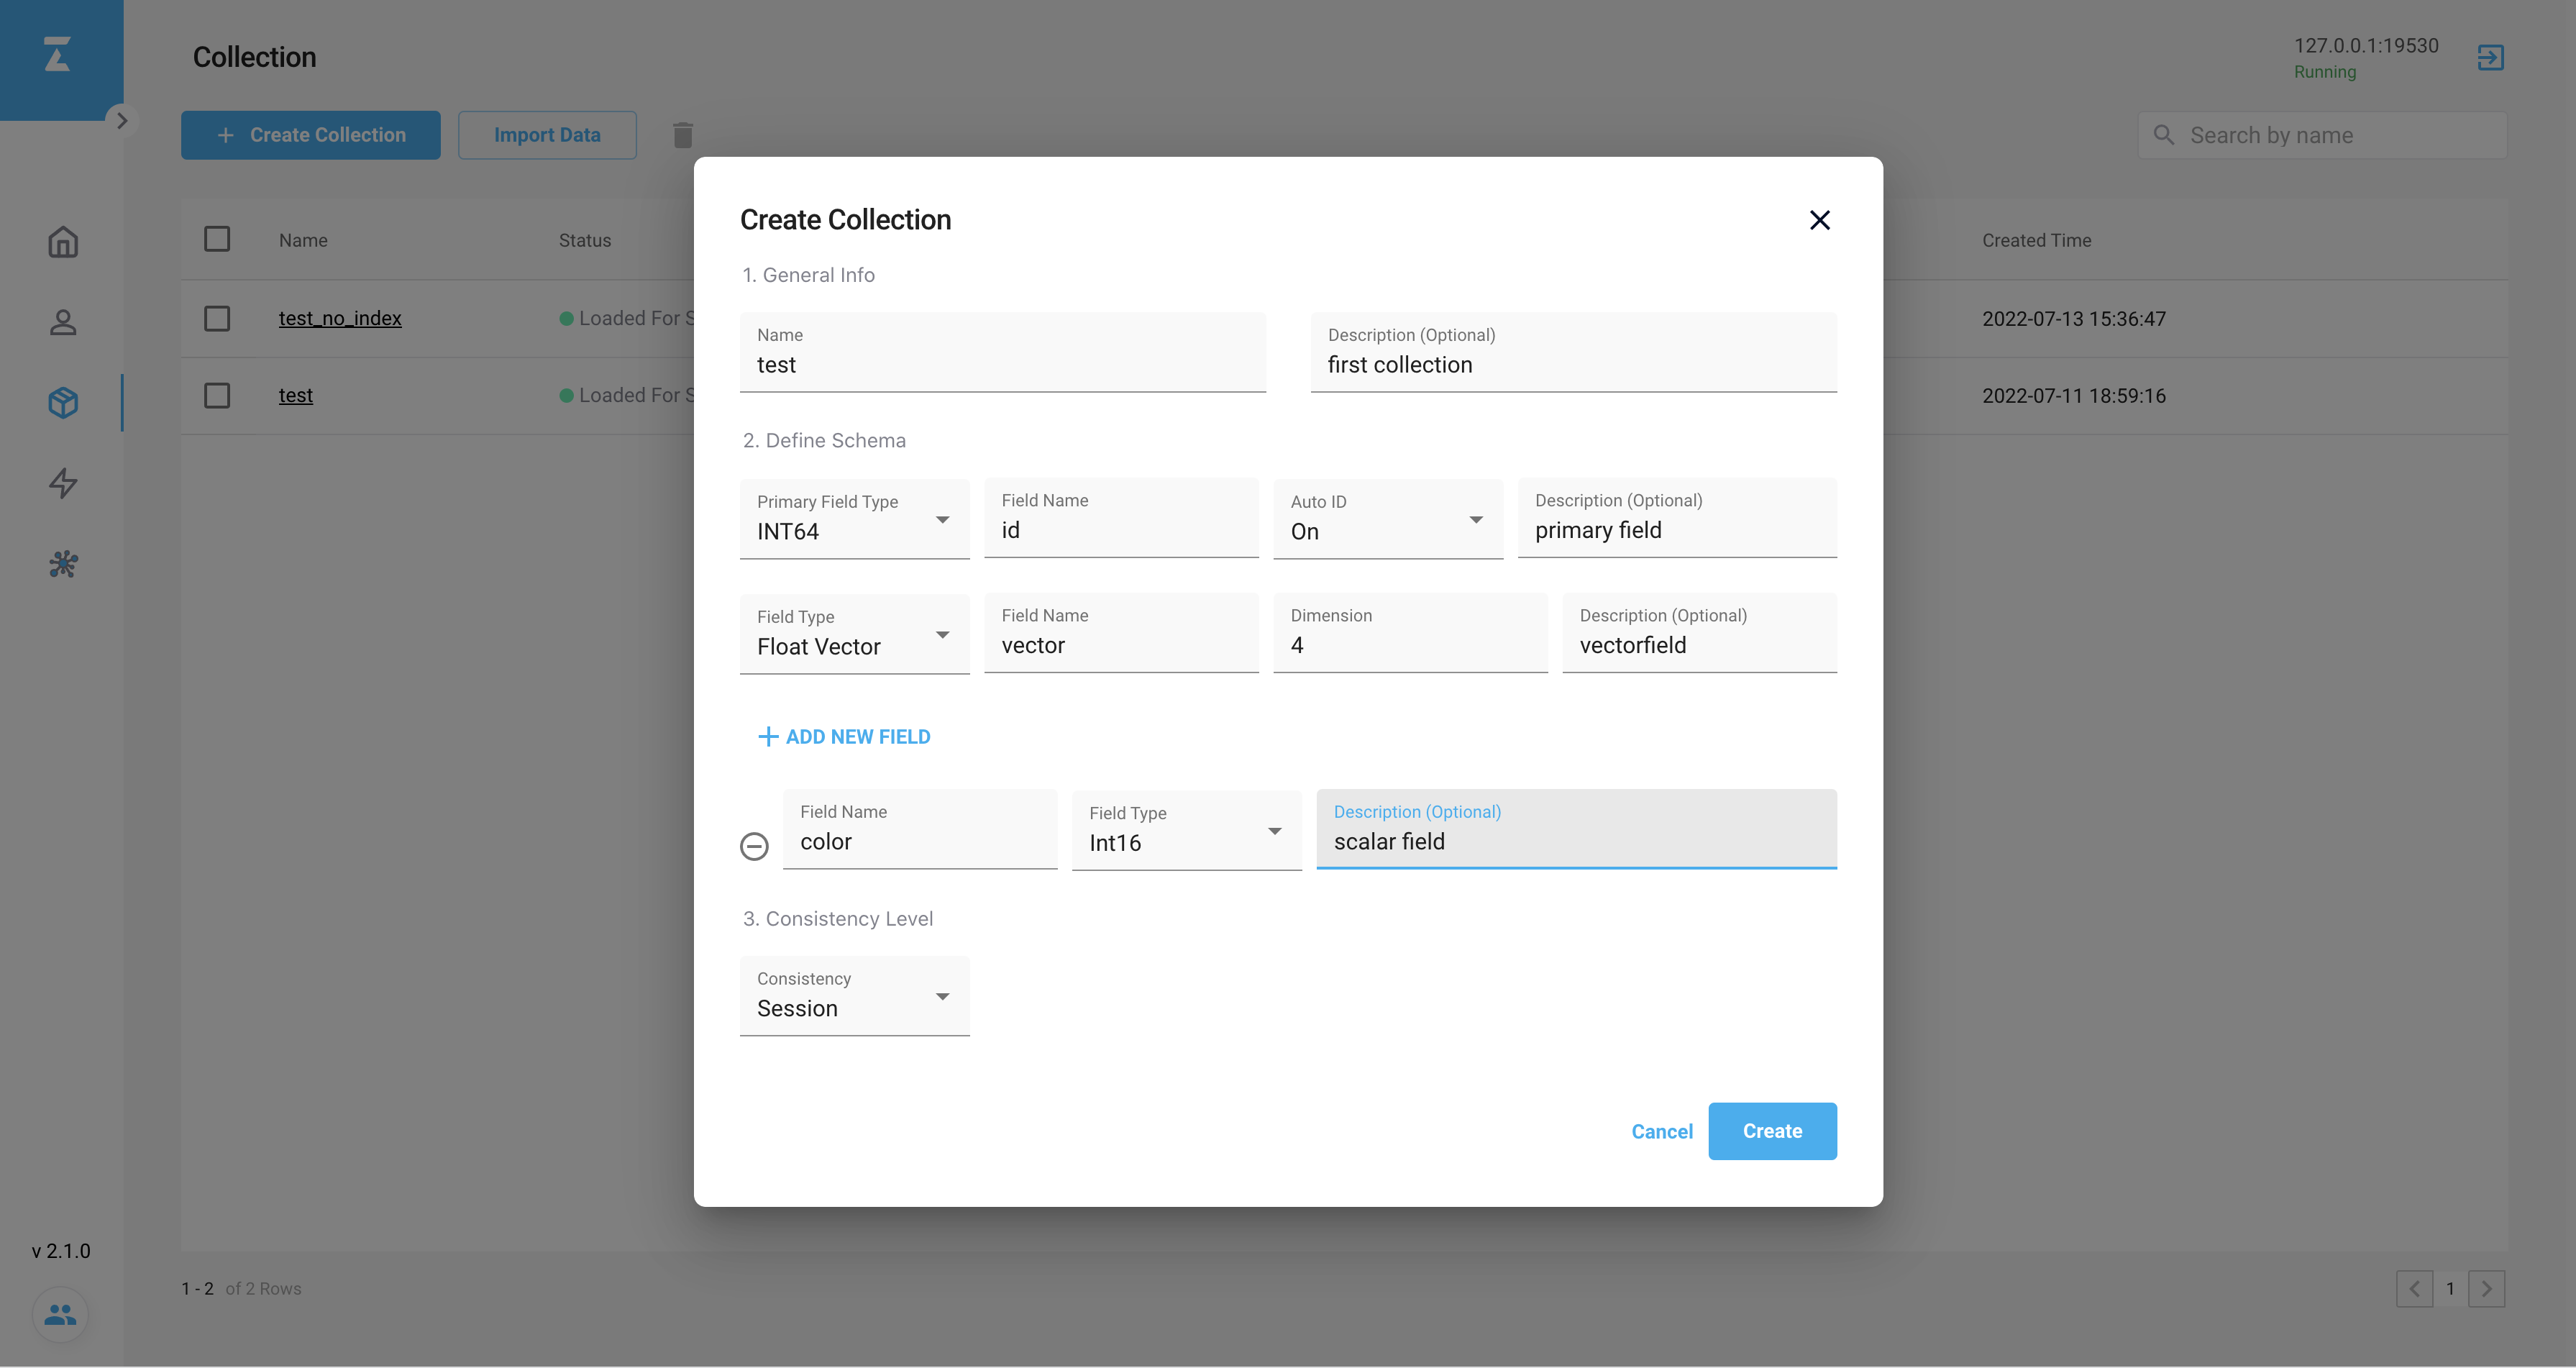 Collection
127.0.0.1:19530
Running
Create Collection
Import Data
Search by name
Name Status Created Time
test_no_index Loaded For S 2022-07-13 15:36:47
test Loaded For S 2022-07-11 18:59:16
Create Collection
1. General Info
Name Description (Optional)
test first collection
2. Define Schema
Primary Field Type Field Name Auto ID Description (Optional)
INT64 id On primary field
Field Type Field Name Dimension Description (Optional)
Float Vector vector 4 vectorfield
ADD NEW FIELD
Field Name Field Type Description (Optional)
color Int16 scalar field
3. Consistency Level
Consistency
Session
Cancel Create
v 2.1.0
1 - 2 of 2 Rows 1